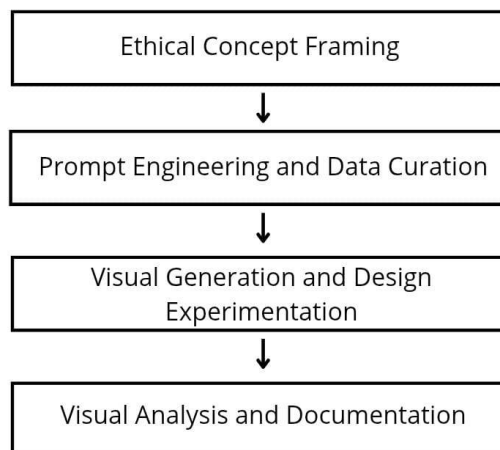 Ethical Concept Framing
Prompt Engineering and Data Curation
Visual Generation and Design
Experimentation
Visual Analysis and Documentation